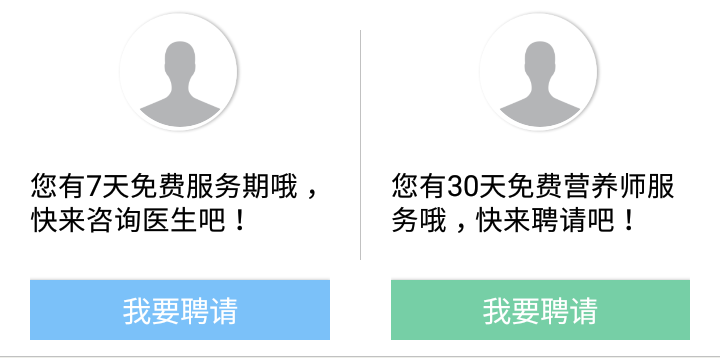 您有7天免费服务期哦，
快来咨询医生吧！
我要聘请
您有30天免费营养师服
务哦，快来聘请吧！
我要聘请